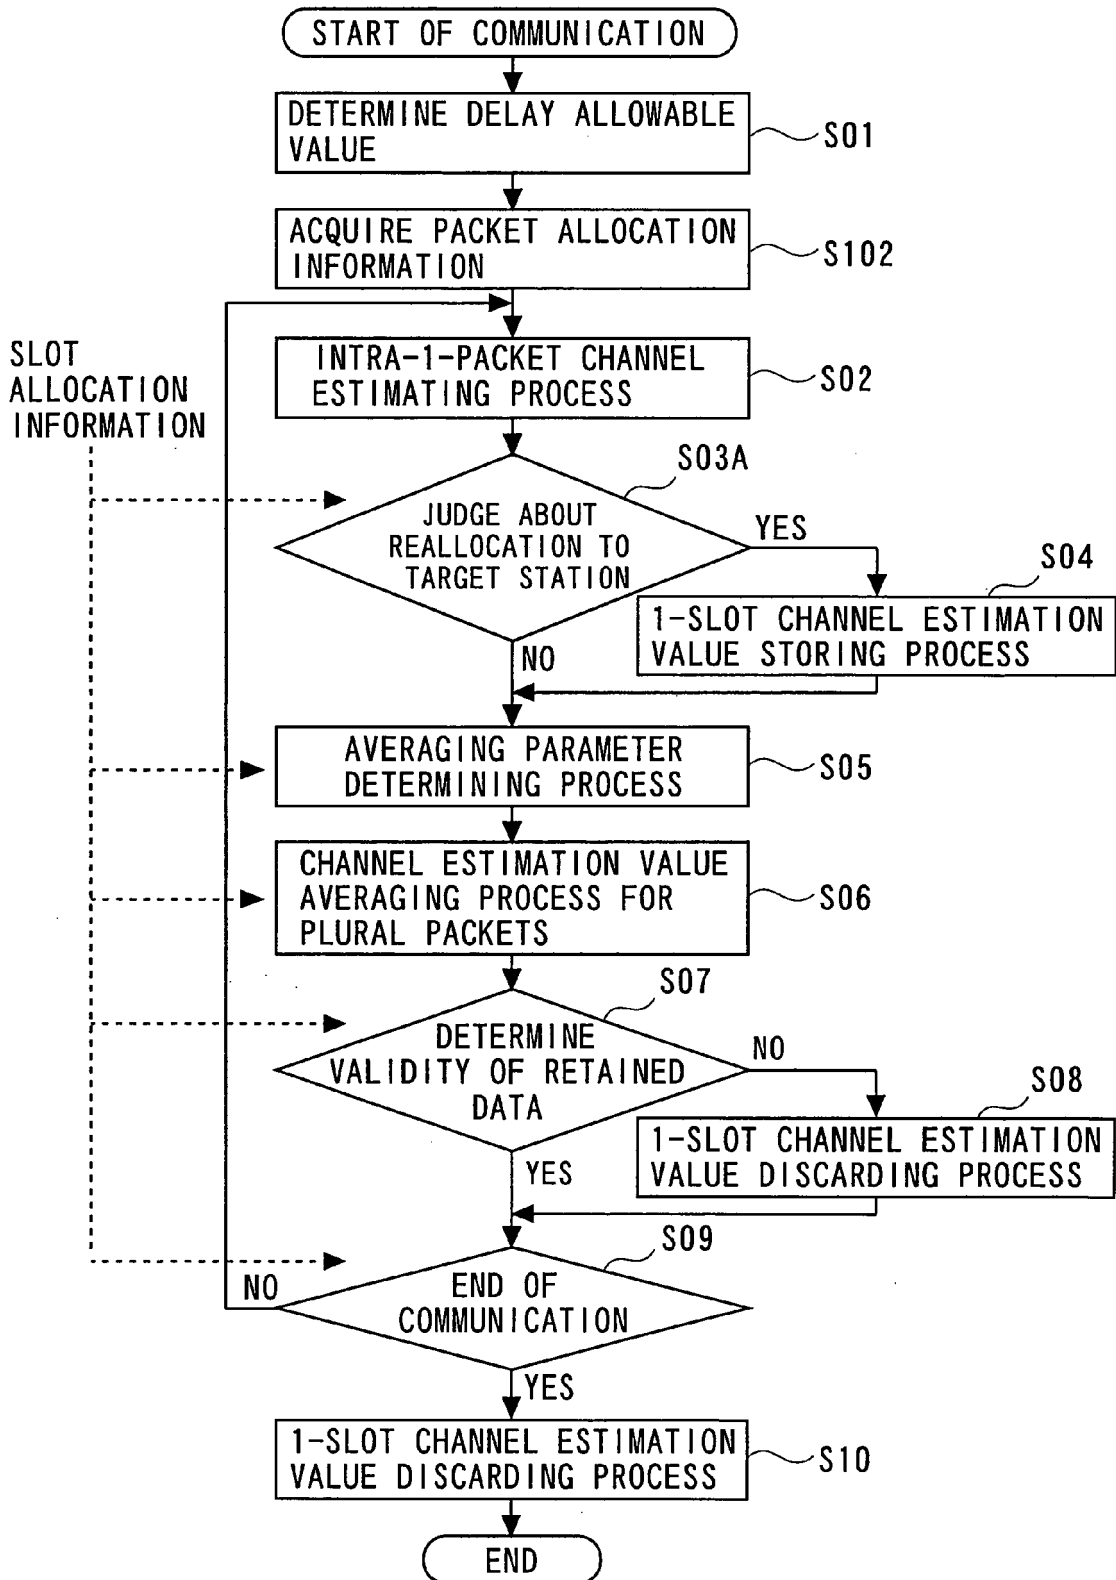 START OF COMMUNICATION
DETERMINE DELAY ALLOWABLE
VALUE
S01
ACQUIRE PACKET ALLOCATION
INFORMATION
S102
SLOT
ALLOCATION
INFORMATION
INTRA-1-PACKET CHANNEL
ESTIMATING PROCESS
S02
S03A
JUDGE ABOUT
REALLOCATION TO
TARGET STATION
YES
S04
1-SLOT CHANNEL ESTIMATION
VALUE STORING PROCESS
NO
AVERAGING PARAMETER
DETERMINING PROCESS
S05
CHANNEL ESTIMATION VALUE
AVERAGING PROCESS FOR
PLURAL PACKETS
S06
S07
DETERMINE
VALIDITY OF RETAINED
DATA
NO
S08
1-SLOT CHANNEL ESTIMATION
VALUE DISCARDING PROCESS
YES
S09
END OF
COMMUNICATION
NO
YES
1-SLOT CHANNEL ESTIMATION
VALUE DISCARDING PROCESS
S10
END